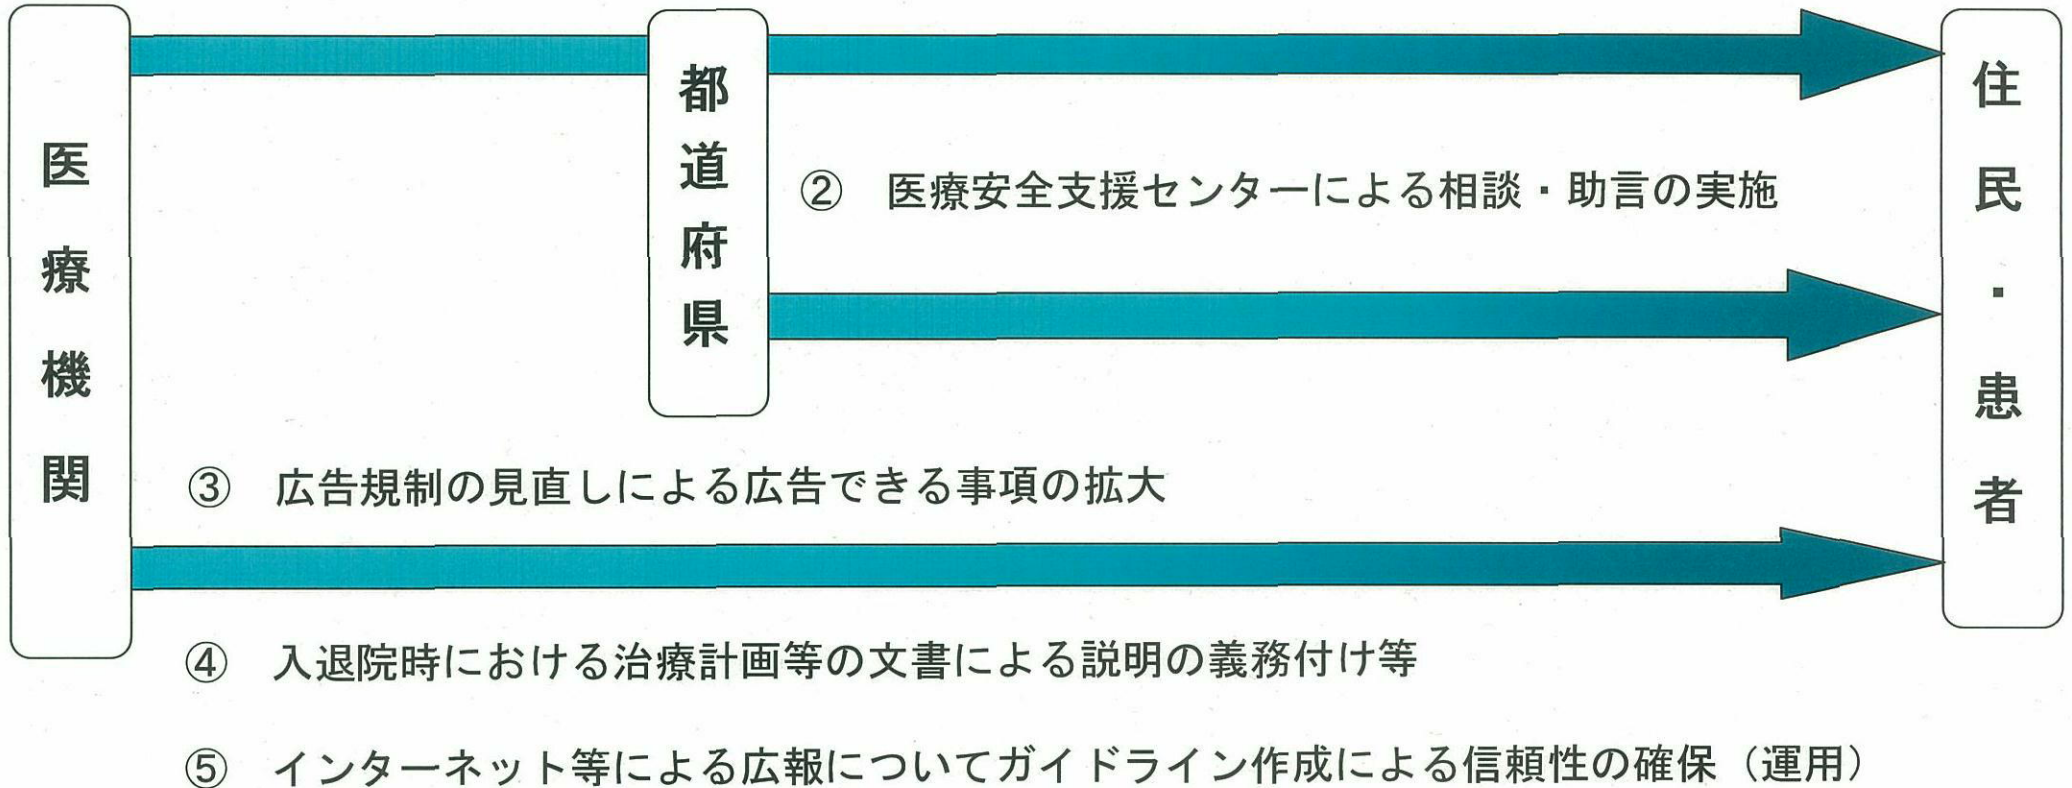 医療機関
都道府県
住民・患者
② 医療安全支援センターによる相談・助言の実施
③ 広告規制の見直しによる広告できる事項の拡大
④ 入退院時における治療計画等の文書による説明の義務付け等
⑤ インターネット等による広報についてガイドライン作成による信頼性の確保（運用）